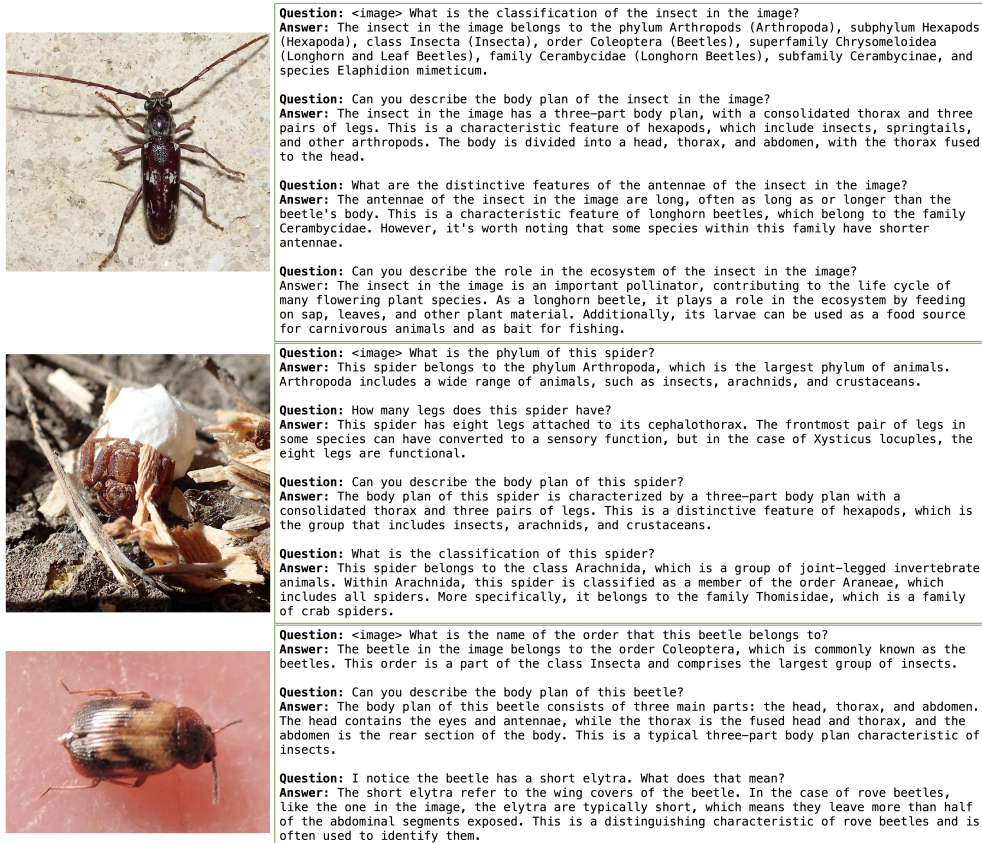 Question: <image> What is the classification of the insect in the image?
Answer: The insect in the image belongs to the phylum Arthropods (Arthropoda), subphylum Hexapods
(Hexapoda), class Insecta (Insecta), order Coleoptera (Beetles), superfamily Chrysomeloidea
(Longhorn and Leaf Beetles), family Cerambycidae (Longhorn Beetles), subfamily Cerambycinae, and
species Elaphidion mimeticum.
Question: Can you describe the body plan of the insect in the image?
Answer: The insect in the image has a three-part body plan, with a consolidated thorax and three
pairs of legs. This is a characteristic feature of hexapods, which include insects, springtails,
and other arthropods. The body is divided into a head, thorax, and abdomen, with the thorax fused
to the head.
Question: What are the distinctive features of the antennae of the insect in the image?
Answer: The antennae of the insect in the image are long, often as long as or longer than the
beetle's body. This is a characteristic feature of longhorn beetles, which belong to the family
Cerambycidae. However, it's worth noting that some species within this family have shorter
antennae.
Question: Can you describe the role in the ecosystem of the insect in the image?
Answer: The insect in the image is an important pollinator, contributing to the life cycle of
many flowering plant species. As a longhorn beetle, it plays a role in the ecosystem by feeding
on sap, leaves, and other plant material. Additionally, its larvae can be used as a food source
for carnivorous animals and as bait for fishing.
Question: <image> What is the phylum of this spider?
Answer: This spider belongs to the phylum Arthropoda, which is the largest phylum of animals.
Arthropoda includes a wide range of animals, such as insects, arachnids, and crustaceans.
Question: How many legs does this spider have?
Answer: This spider has eight legs attached to its cephalothorax. The frontmost pair of legs in
some species can have converted to a sensory function, but in the case of Xysticus locuples, the
eight legs are functional.
Question: Can you describe the body plan of this spider?
Answer: The body plan of this spider is characterized by a three-part body plan with a
consolidated thorax and three pairs of legs. This is a distinctive feature of hexapods, which is
the group that includes insects, arachnids, and crustaceans.
Question: What is the classification of this spider?
Answer: This spider belongs to the class Arachnida, which is a group of joint-legged invertebrate
animals. Within Arachnida, this spider is classified as a member of the order Araneae, which
includes all spiders. More specifically, it belongs to the family Thomisidae, which is a family
of crab spiders.
Question: <image> What is the name of the order that this beetle belongs to?
Answer: The beetle in the image belongs to the order Coleoptera, which is commonly known as the
beetles. This order is a part of the class Insecta and comprises the largest group of insects.
Question: Can you describe the body plan of this beetle?
Answer: The body plan of this beetle consists of three main parts: the head, thorax, and abdomen.
The head contains the eyes and antennae, while the thorax is the fused head and thorax, and the
abdomen is the rear section of the body. This is a typical three-part body plan characteristic of
insects.
Question: I notice the beetle has a short elytra. What does that mean?
Answer: The short elytra refer to the wing covers of the beetle. In the case of rove beetles,
like the one in the image, the elytra are typically short, which means they leave more than half
of the abdominal segments exposed. This is a distinguishing characteristic of rove beetles and is
often used to identify them.